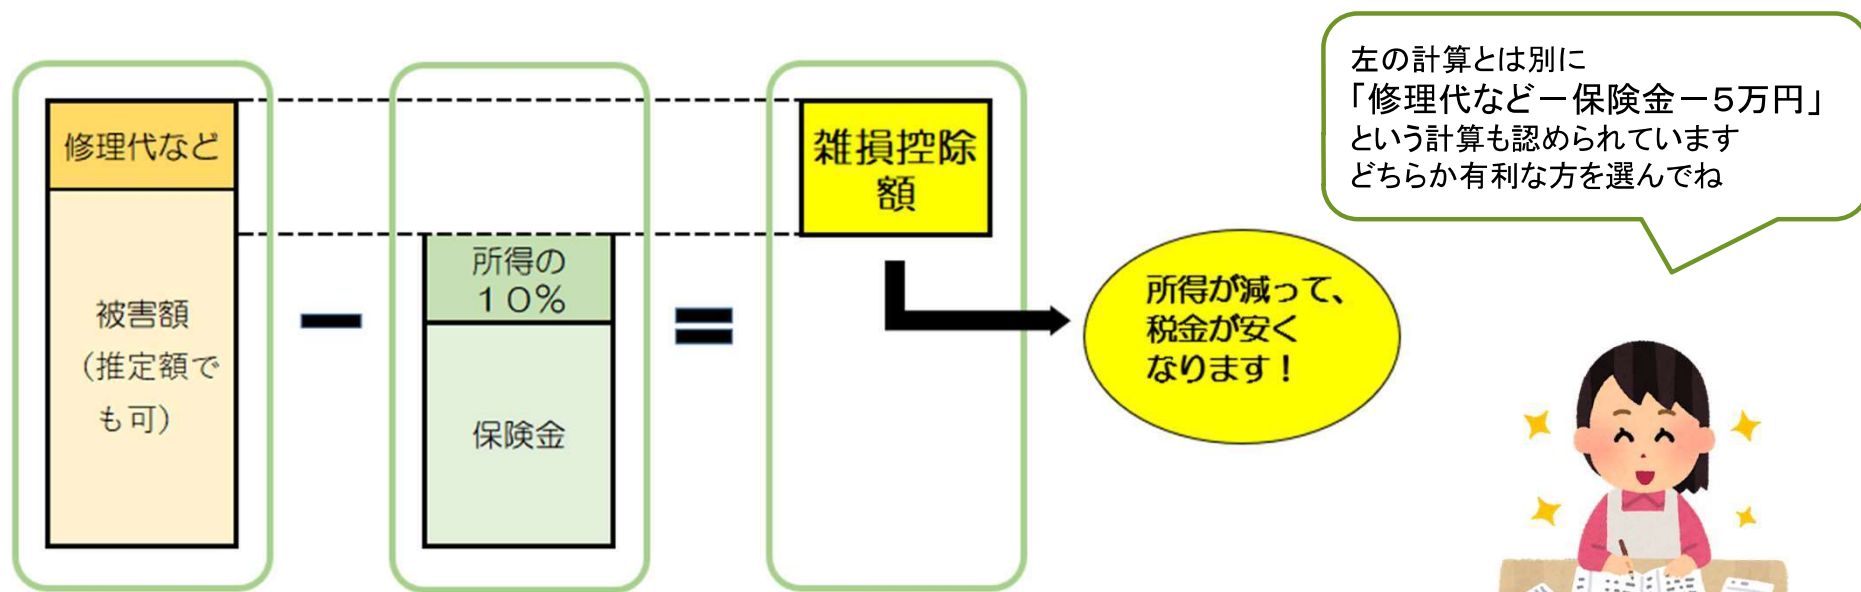 修理代など
被害額
（推定額で
も可）
所得の
１０％
保険金
雑損控除
額
所得が減って、
税金が安く
なります！
左の計算とは別に
「修理代など－保険金－５万円」
という計算も認められています
どちらか有利な方を選んでね